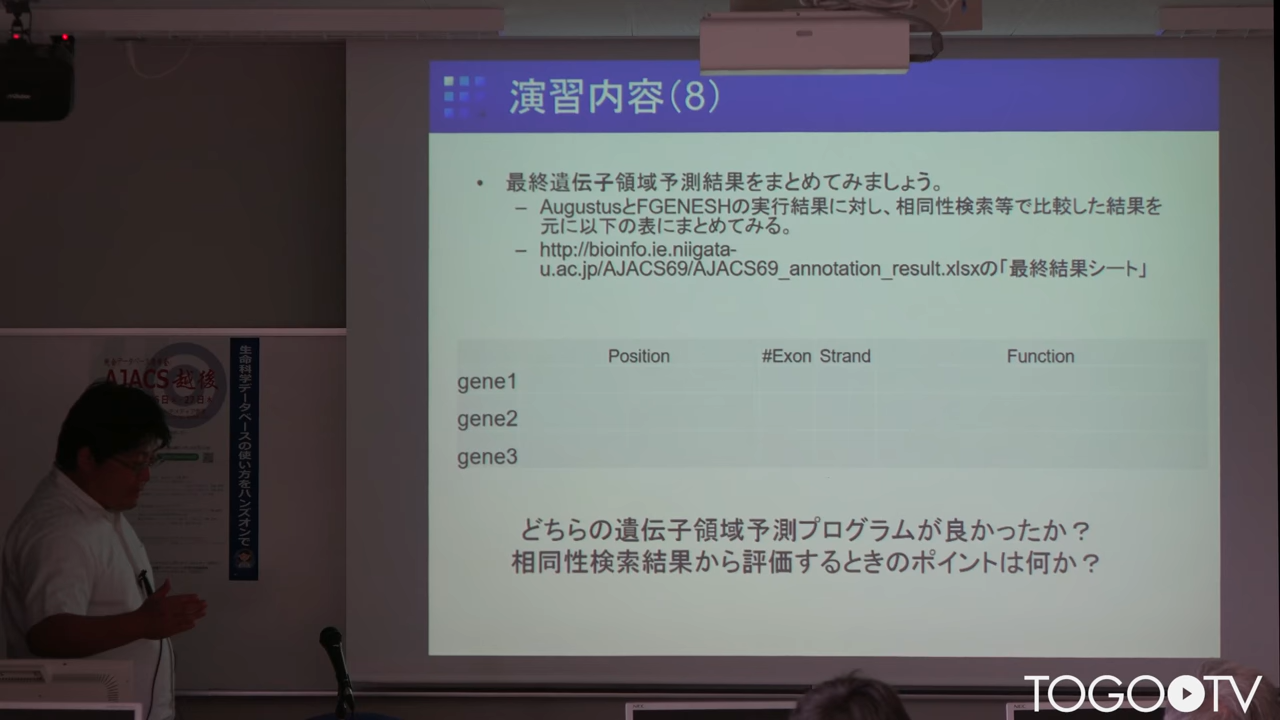 演習内容（8）
• 最終遺伝子領域予測結果をまとめてみましょう。
– AugustusとFGENESHの実行結果に対し、相同性検索等で比較した結果を
元に以下の表にまとめてみる。
– http://bioinfo.ie.niigata-
u.ac.jp/AJACS69/AJACS69_annotation_result.xlsxの「最終結果シート」
Position #Exon Strand Function
gene1
gene2
gene3
どちらの遺伝子領域予測プログラムが良かったか？
相同性検索結果から評価するときのポイントは何か？
AJACS 越後
生命科学データベースの使い方をハンズオンで
TOGO TV